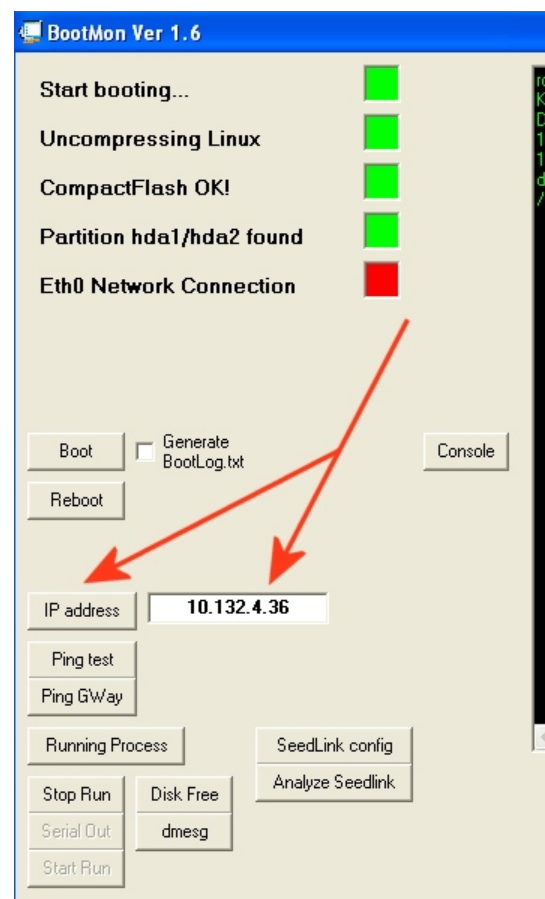 BootMon Ver 1.6
Start booting...
Uncompressing Linux
CompactFlash OK!
Partition hda1/hda2 found
Eth0 Network Connection
Boot
Generate
BootLog.txt
Console
Reboot
IP address
10.132.4.36
Ping test
Ping GWay
Running Process
SeedLink config
Analyze Seedlink
Stop Run
Disk Free
Serial Out
dmesg
Start Run